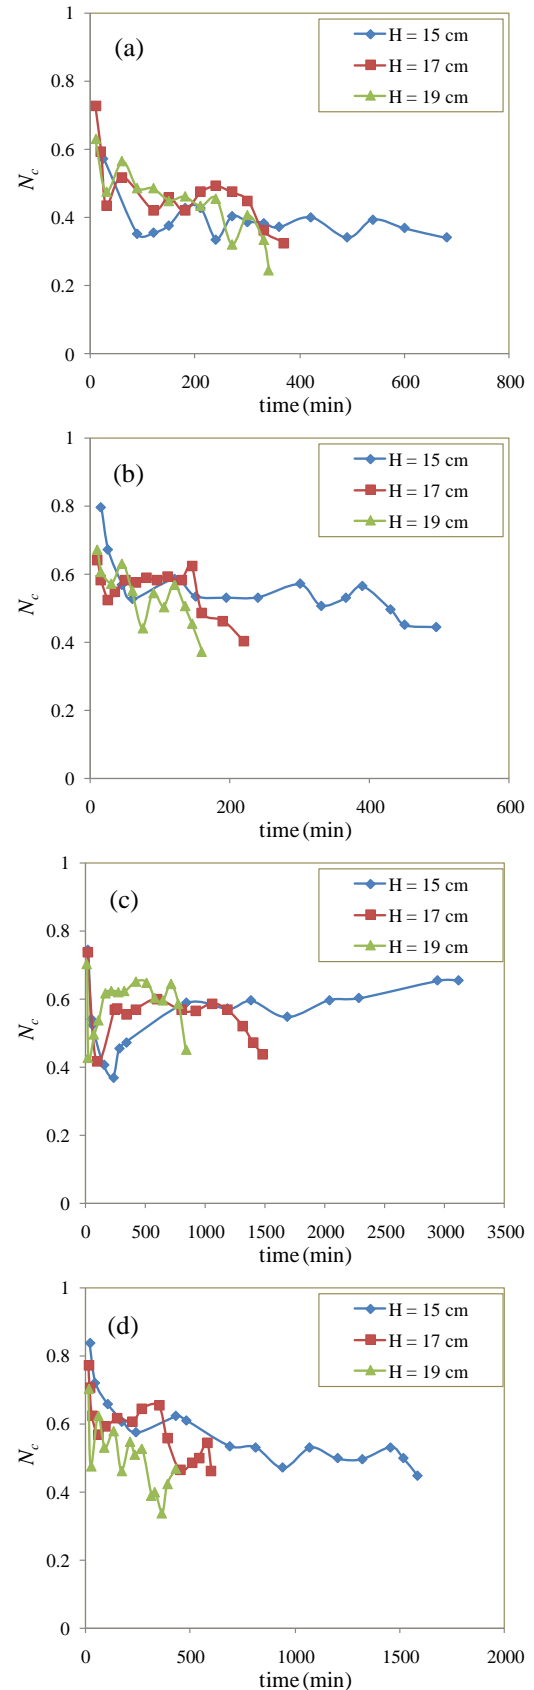 (a)
H = 15 cm
H = 17 cm
H = 19 cm
N_c
1
0.8
0.6
0.4
0.2
0
0 200 400 600 800
time (min)
(b)
H = 15 cm
H = 17 cm
H = 19 cm
N_c
1
0.8
0.6
0.4
0.2
0
0 200 400 600
time (min)
(c)
H = 15 cm
H = 17 cm
H = 19 cm
N_c
1
0.8
0.6
0.4
0.2
0
0 500 1000 1500 2000 2500 3000 3500
time (min)
(d)
H = 15 cm
H = 17 cm
H = 19 cm
N_c
1
0.8
0.6
0.4
0.2
0
0 500 1000 1500 2000
time (min)